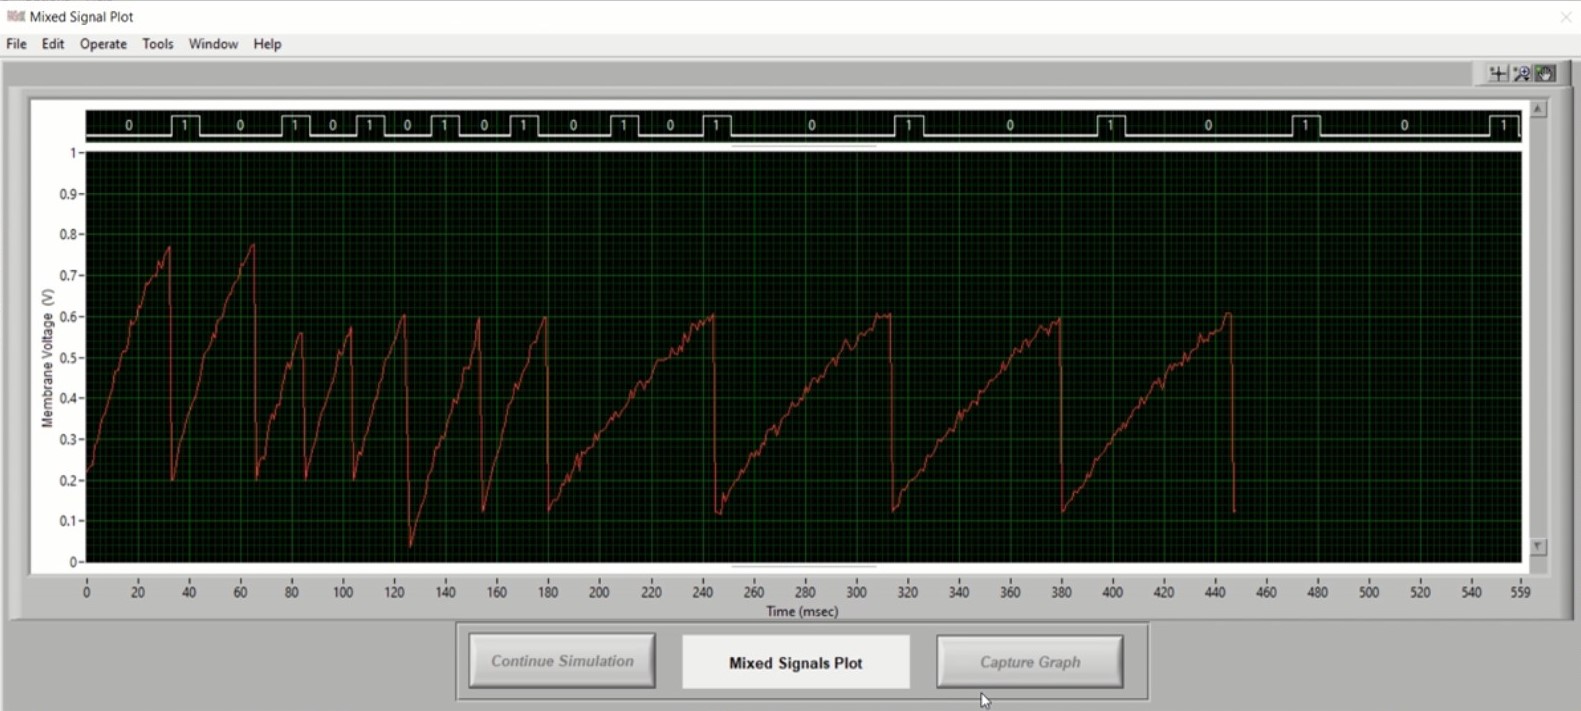 Mixed Signal Plot
File Edit Operate Tools Window Help
0 1 0 1 0 1 0 1 0 1 0 1 0 1 0 1 0 1 0 1 0 1
1
0.9
0.8
0.7
0.6
0.5
0.4
0.3
0.2
0.1
0
Membrane Voltage (V)
0 20 40 60 80 100 120 140 160 180 200 220 240 260 280 300 320 340 360 380 400 420 440 460 480 500 520 540 559
Time (msec)
Continue Simulation Mixed Signals Plot Capture Graph